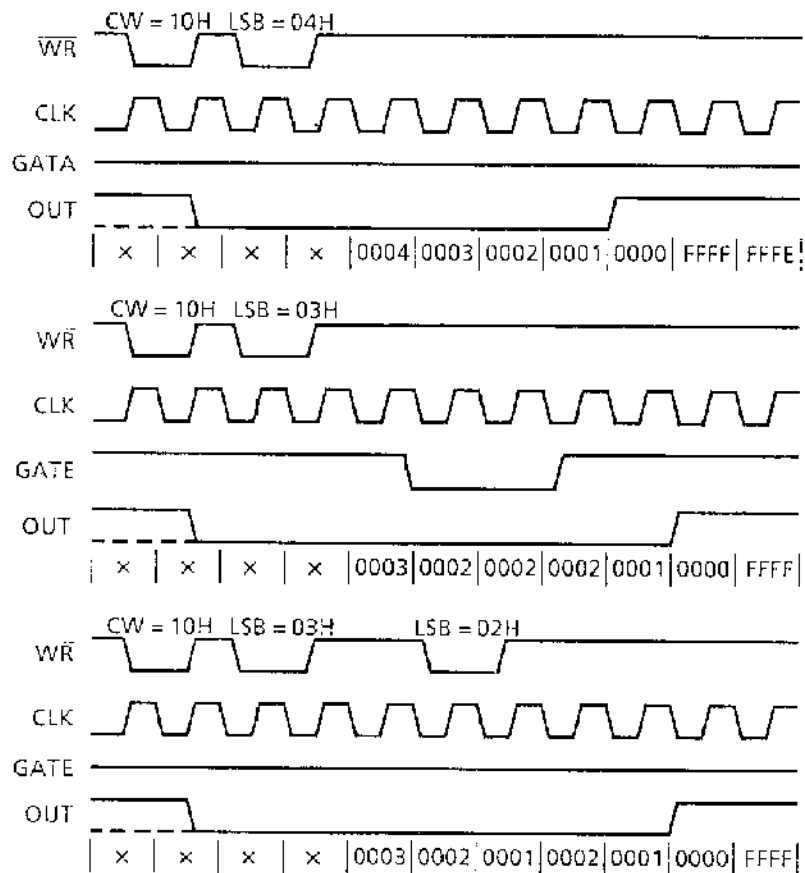 CW = 10H LSB = 04H
WR
CLK
GATA
OUT
× × × × 0004 0003 0002 0001 0000 FFFF FFFE
CW = 10H LSB = 03H
WR
CLK
GATE
OUT
× × × × 0003 0002 0002 0002 0001 0000 FFFF
CW = 10H LSB = 03H LSB = 02H
WR
CLK
GATE
OUT
× × × × 0003 0002 0001 0002 0001 0000 FFFF